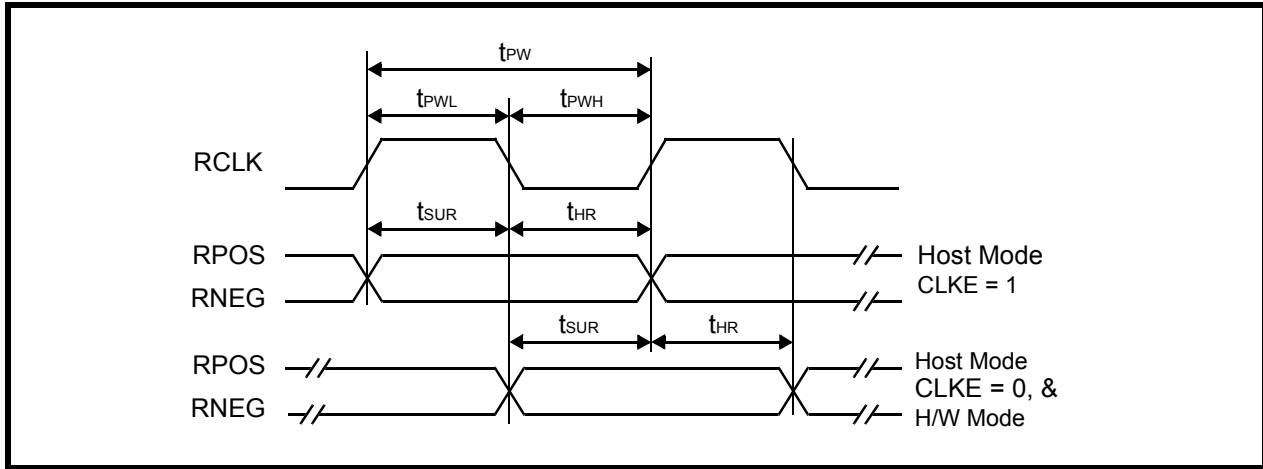 tPW
tPWL tPWH
RCLK
tSUR tHR
RPOS
RNEG
Host Mode
CLKE = 1
tSUR tHR
RPOS
RNEG
Host Mode
CLKE = 0, &
H/W Mode